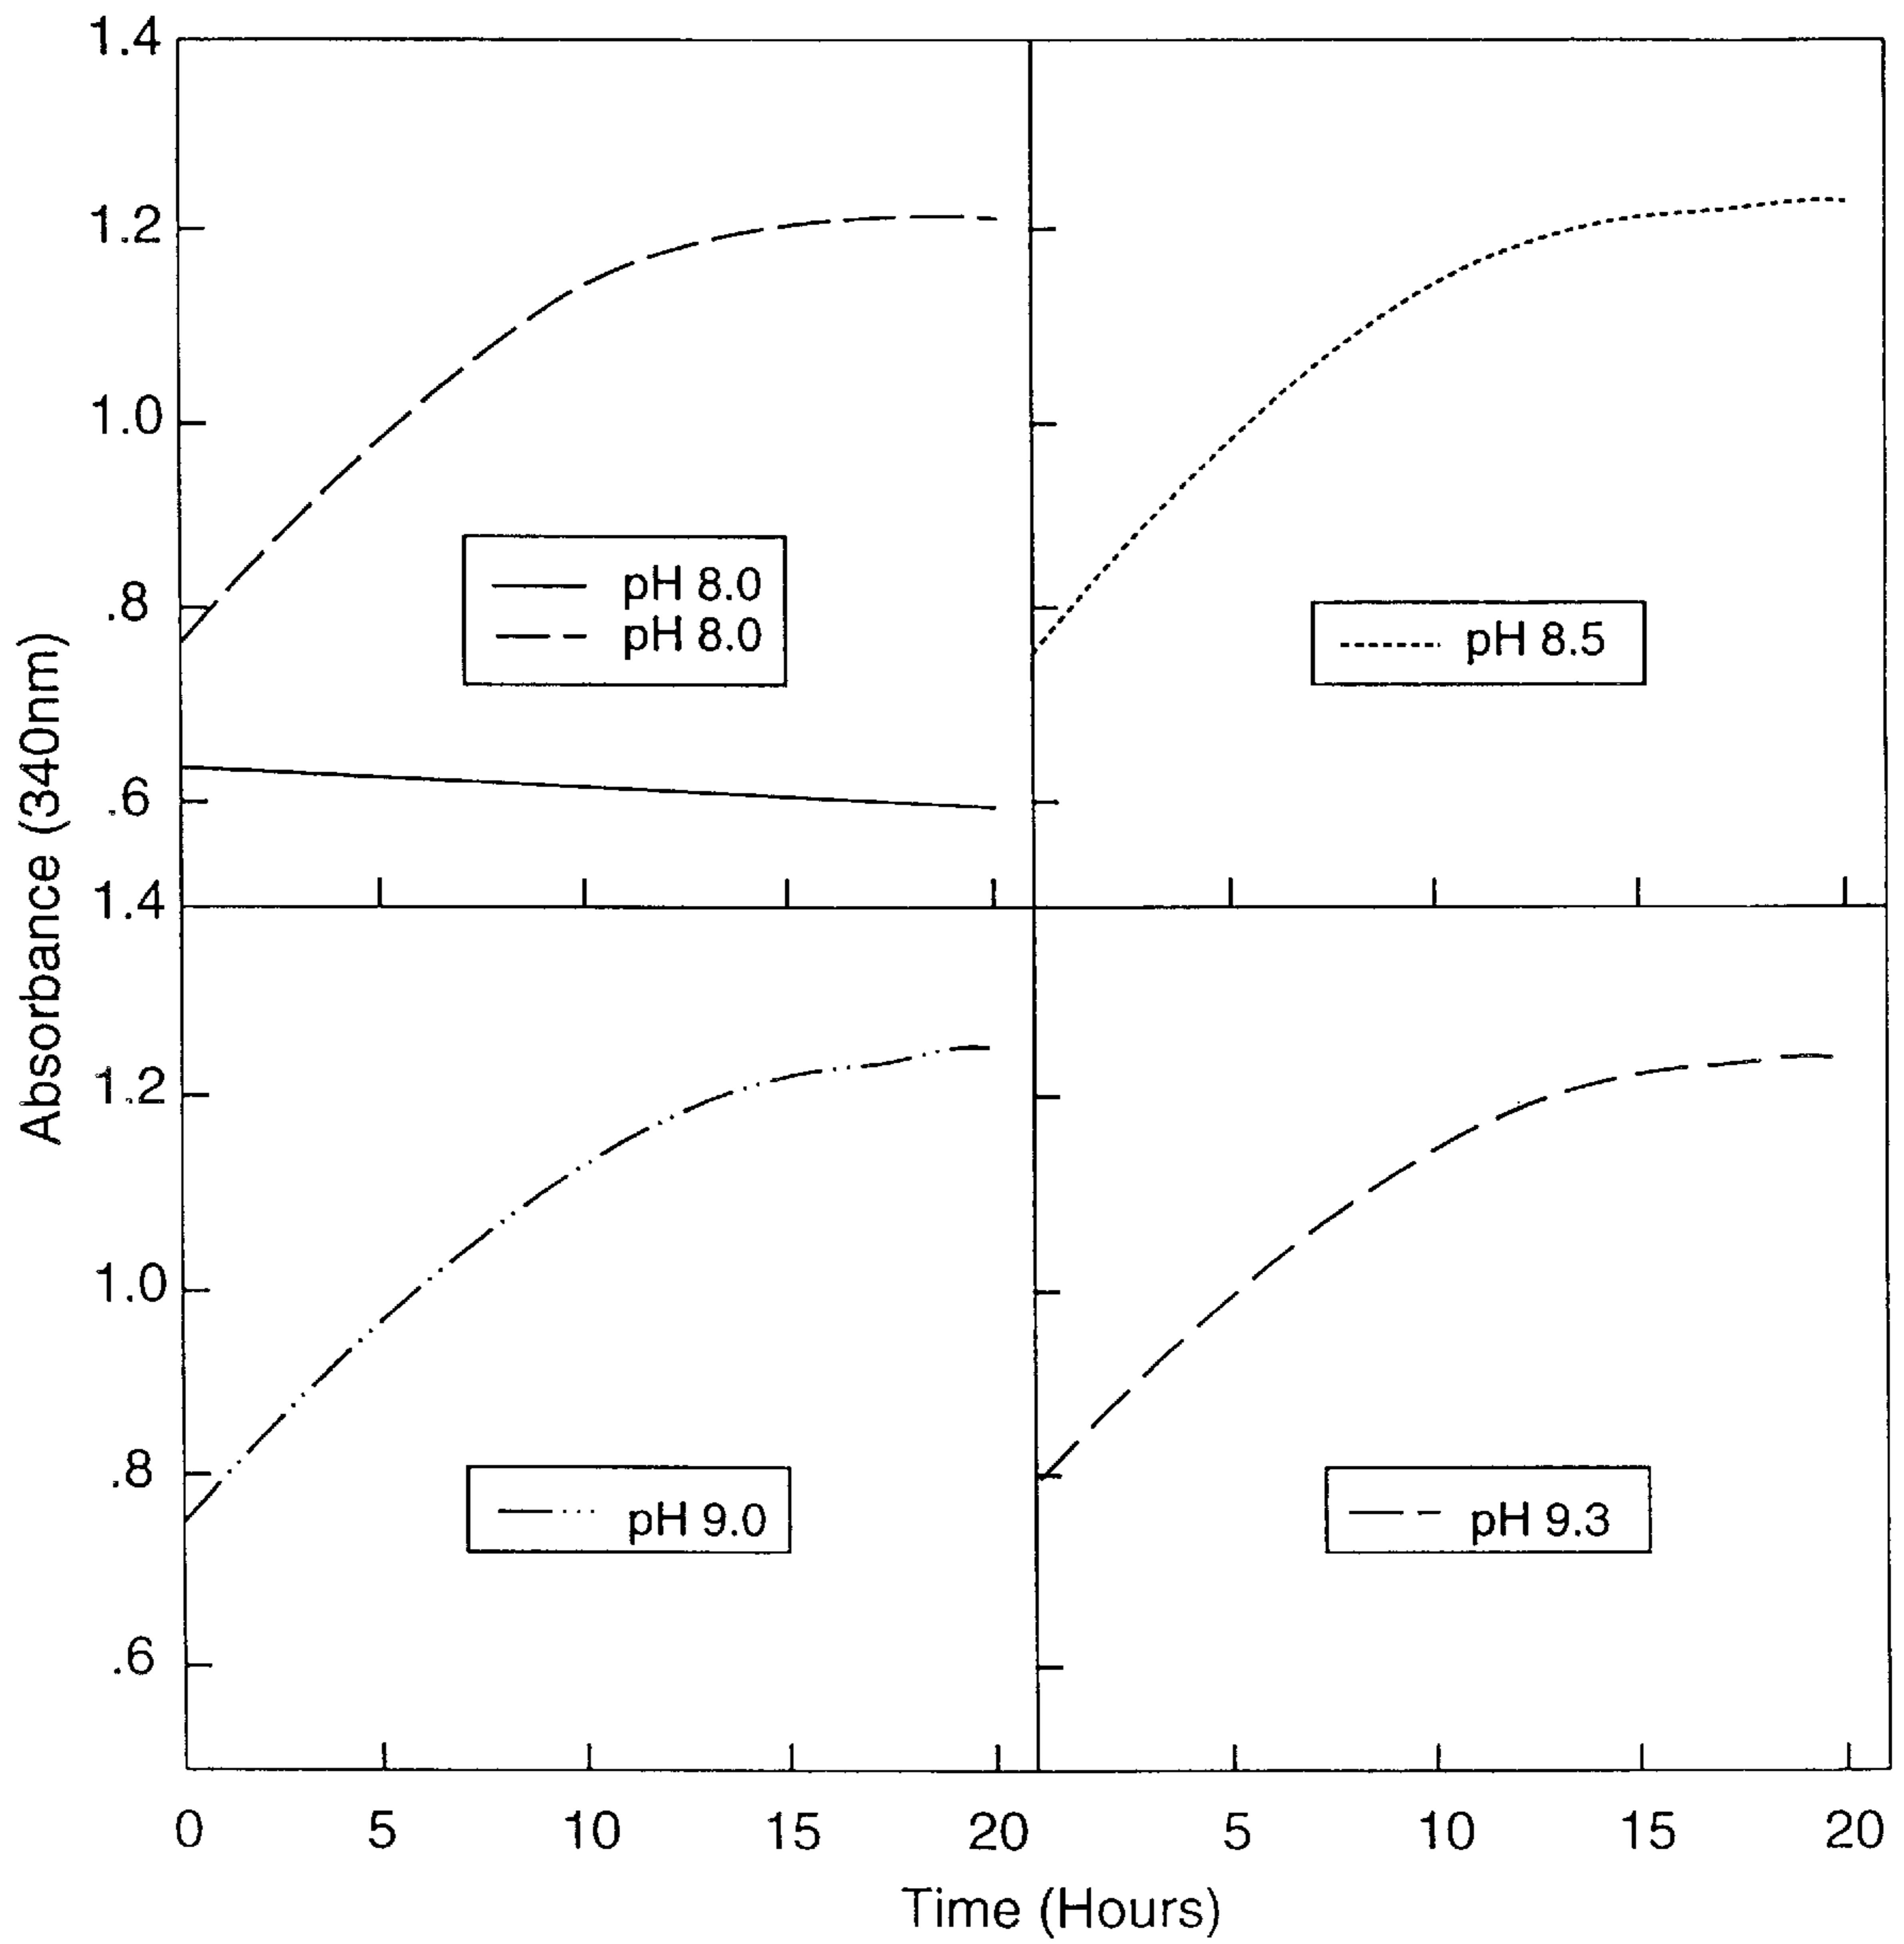 1.4
1.2
1.0
.8
.6
pH 8.0
pH 8.0
pH 8.5
1.4
1.2
1.0
.8
.6
pH 9.0
pH 9.3
0 5 10 15 20 5 10 15 20
Time (Hours)
Absorbance (340nm)